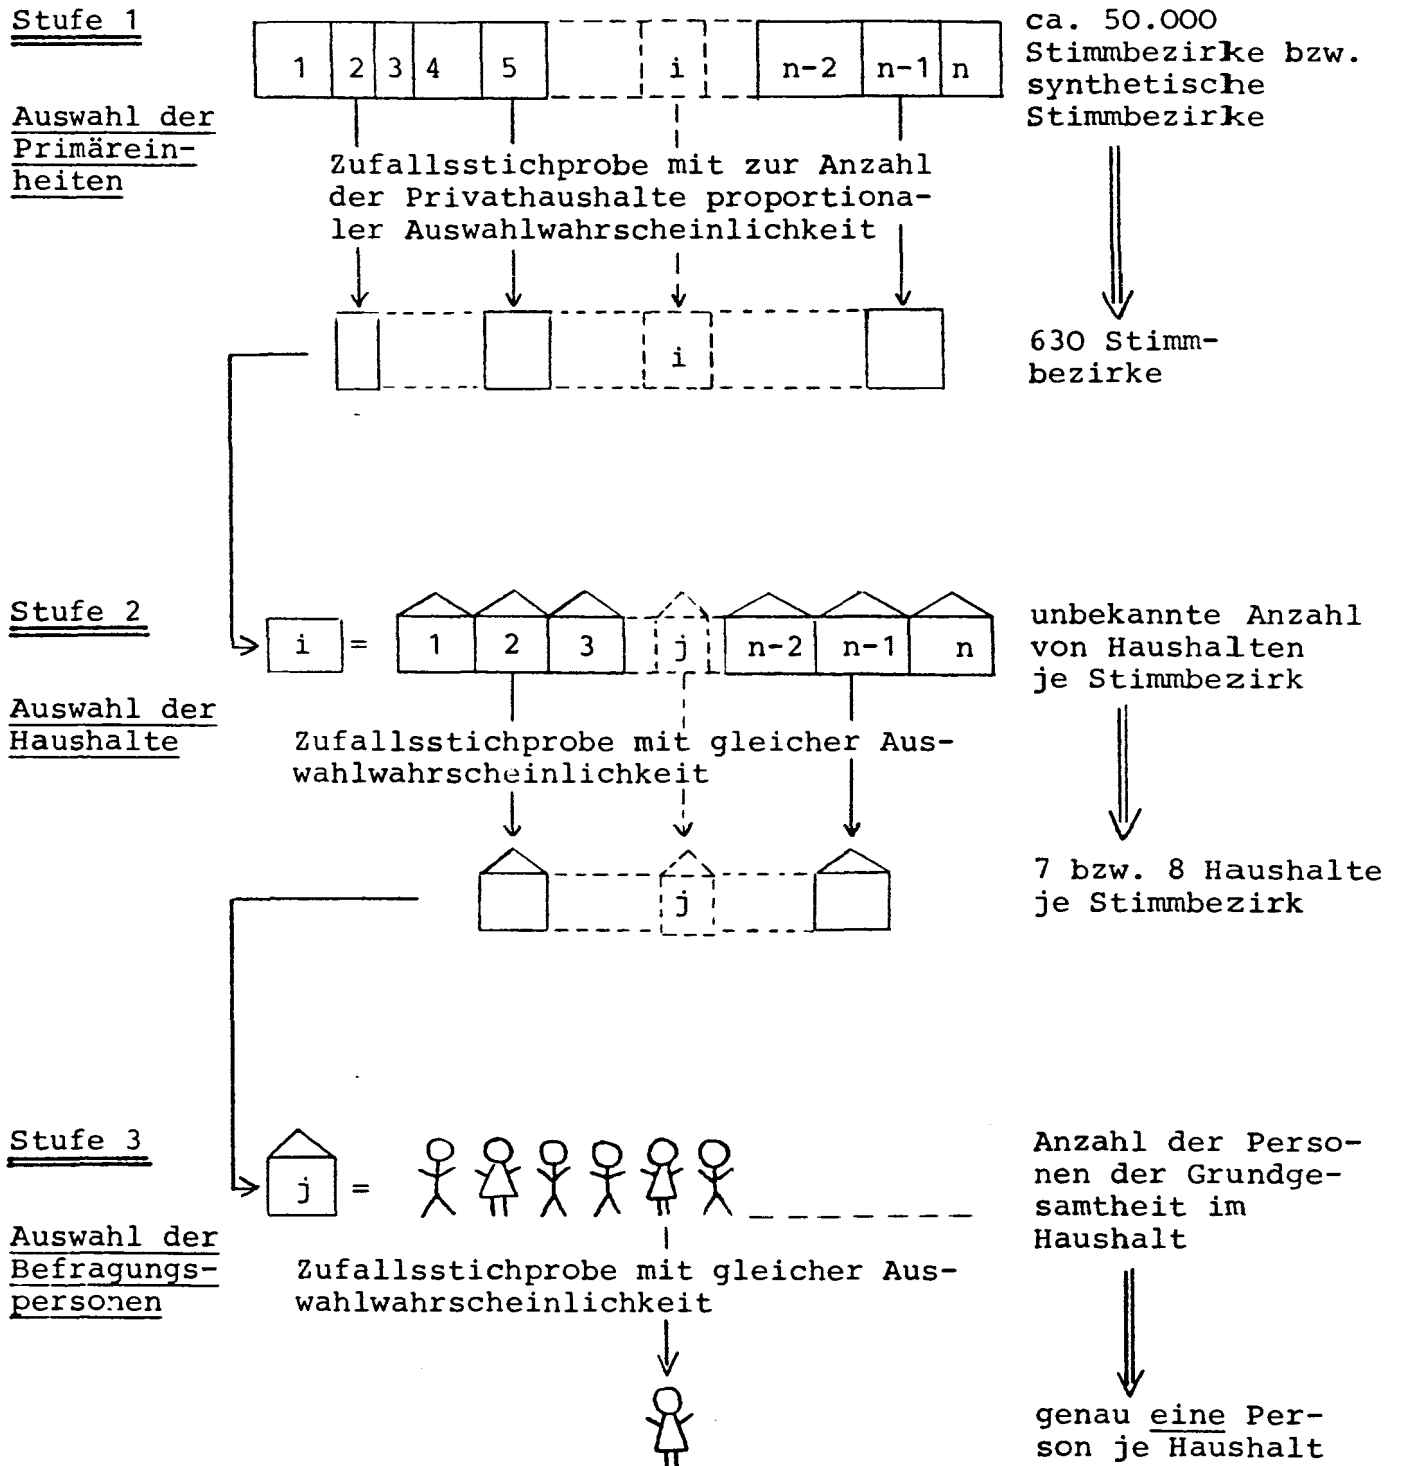 Stufe 1
Auswahl der
Primärein-
heiten
1 2 3 4 5 i n-2 n-1 n
ca. 50.000
Stimmbezirke bzw.
synthetische
Stimmbezirke
Zufallsstichprobe mit zur Anzahl
der Privathaushalte proportiona-
ler Auswahlwahrscheinlichkeit
i
630 Stimm-
bezirke
Stufe 2
Auswahl der
Haushalte
i = 1 2 3 j n-2 n-1 n
unbekannte Anzahl
von Haushalten
je Stimmbezirk
Zufallsstichprobe mit gleicher Aus-
wahlwahrscheinlichkeit
j
7 bzw. 8 Haushalte
je Stimmbezirk
Stufe 3
Auswahl der
Befragungs-
personen
j =
Anzahl der Perso-
nen der Grundge-
samtheit im
Haushalt
Zufallsstichprobe mit gleicher Aus-
wahlwahrscheinlichkeit
genau eine Per-
son je Haushalt